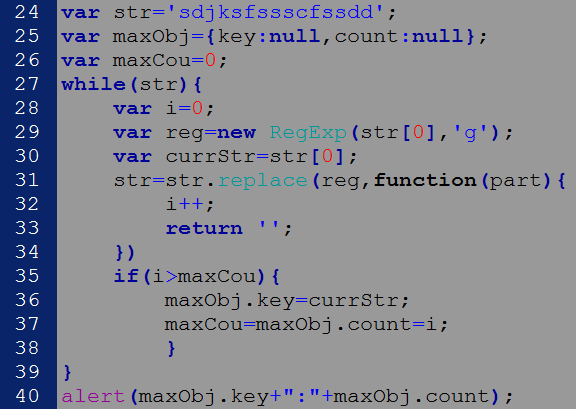 24 var str='sdjksfssscfssdd';
25 var maxObj={key:null,count:null};
26 var maxCou=0;
27 while(str){
28     var i=0;
29     var reg=new RegExp(str[0],'g');
30     var currStr=str[0];
31     str=str.replace(reg,function(part){
32         i++;
33         return '';
34     })
35     if(i>maxCou){
36         maxObj.key=currStr;
37         maxCou=maxObj.count=i;
38         }
39 }
40 alert(maxObj.key+":"+maxObj.count);